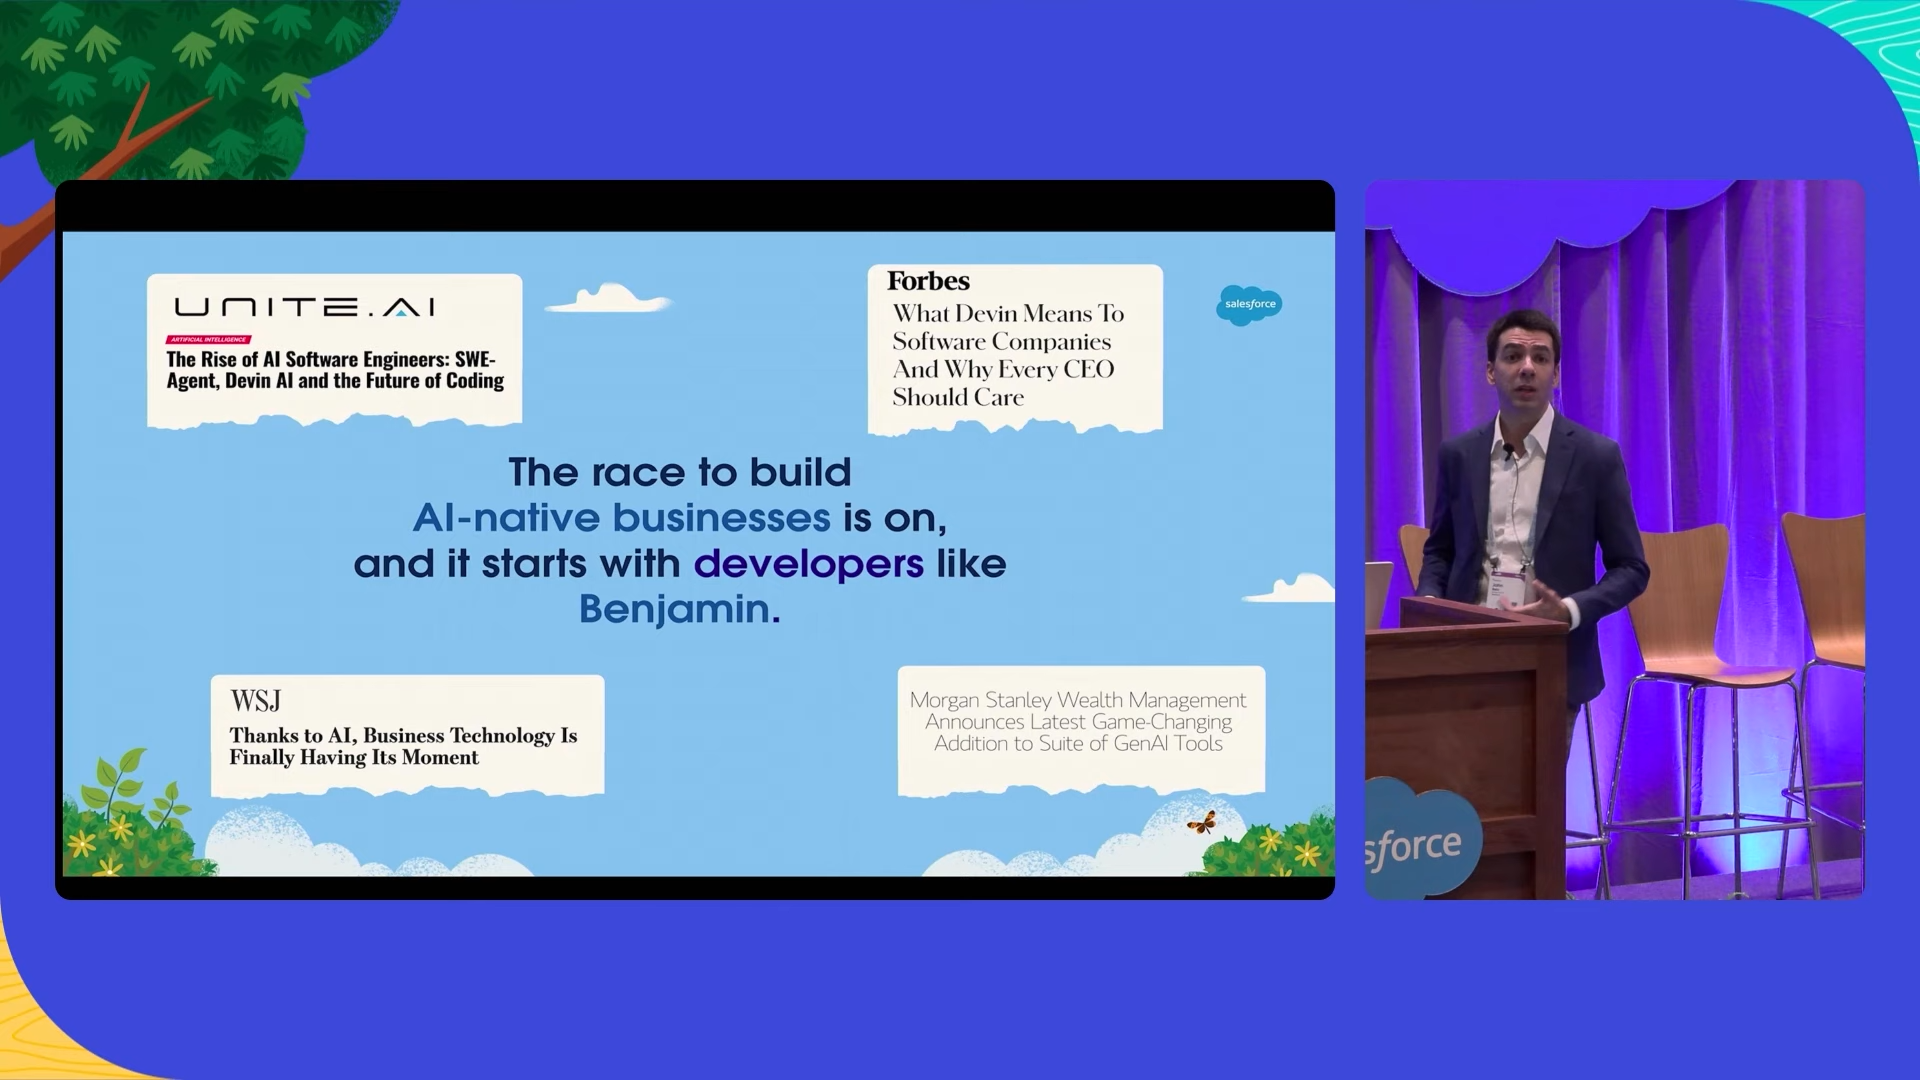 UNITE.AI
ARTIFICIAL INTELLIGENCE
The Rise of AI Software Engineers: SWE-
Agent, Devin AI and the Future of Coding
Forbes
What Devin Means To
Software Companies
And Why Every CEO
Should Care
salesforce
The race to build
AI-native businesses is on,
and it starts with developers like
Benjamin.
WSJ
Thanks to AI, Business Technology Is
Finally Having Its Moment
Morgan Stanley Wealth Management
Announces Latest Game-Changing
Addition to Suite of GenAI Tools
sforce